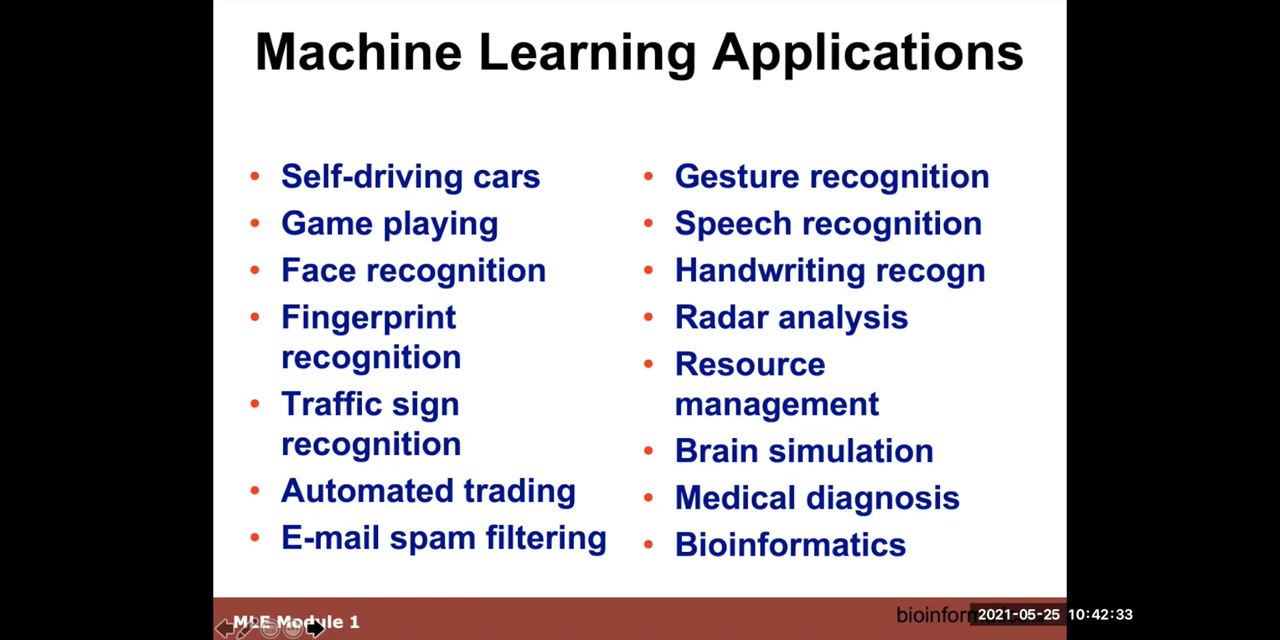 Machine Learning Applications
• Self-driving cars
• Game playing
• Face recognition
• Fingerprint
recognition
• Traffic sign
recognition
• Automated trading
• E-mail spam filtering
• Gesture recognition
• Speech recognition
• Handwriting recogn
• Radar analysis
• Resource
management
• Brain simulation
• Medical diagnosis
• Bioinformatics
MLE Module 1
2021-05-25 10:42:33